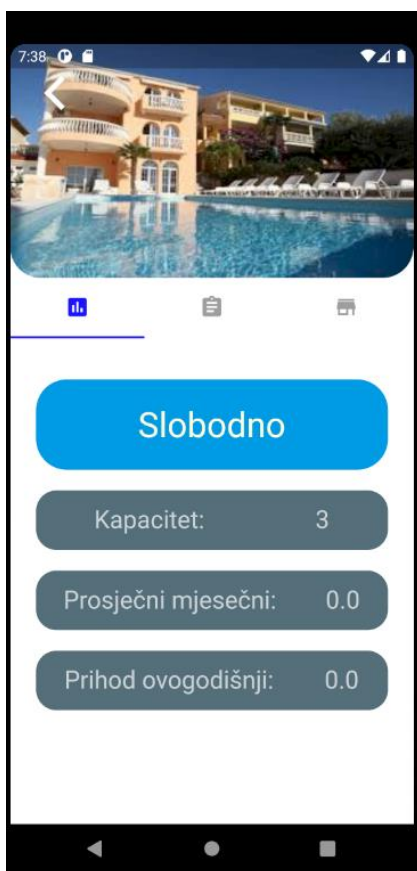 7:38
Slobodno
Kapacitet: 3
Prosječni mjesečni: 0.0
Prihod ovogodišnji: 0.0